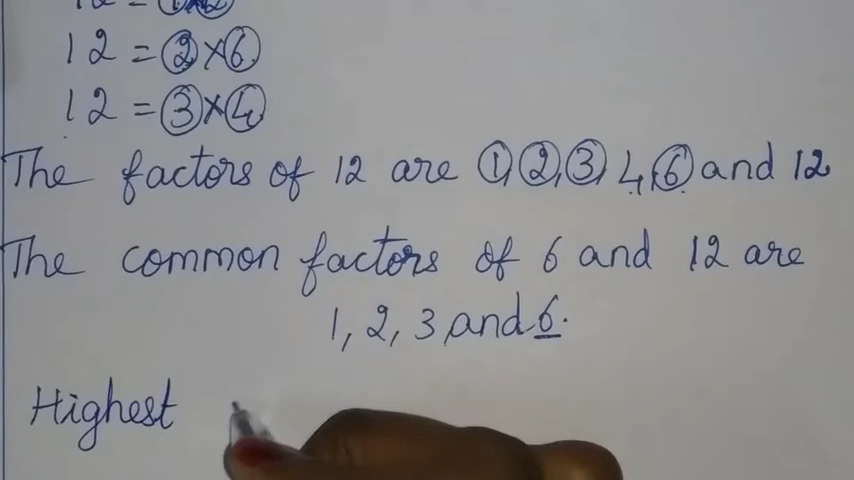 12 = 2×6
12 = 3×4
The factors of 12 are 1, 2, 3, 4, 6 and 12
The common factors of 6 and 12 are
1, 2, 3 and 6.
Highest